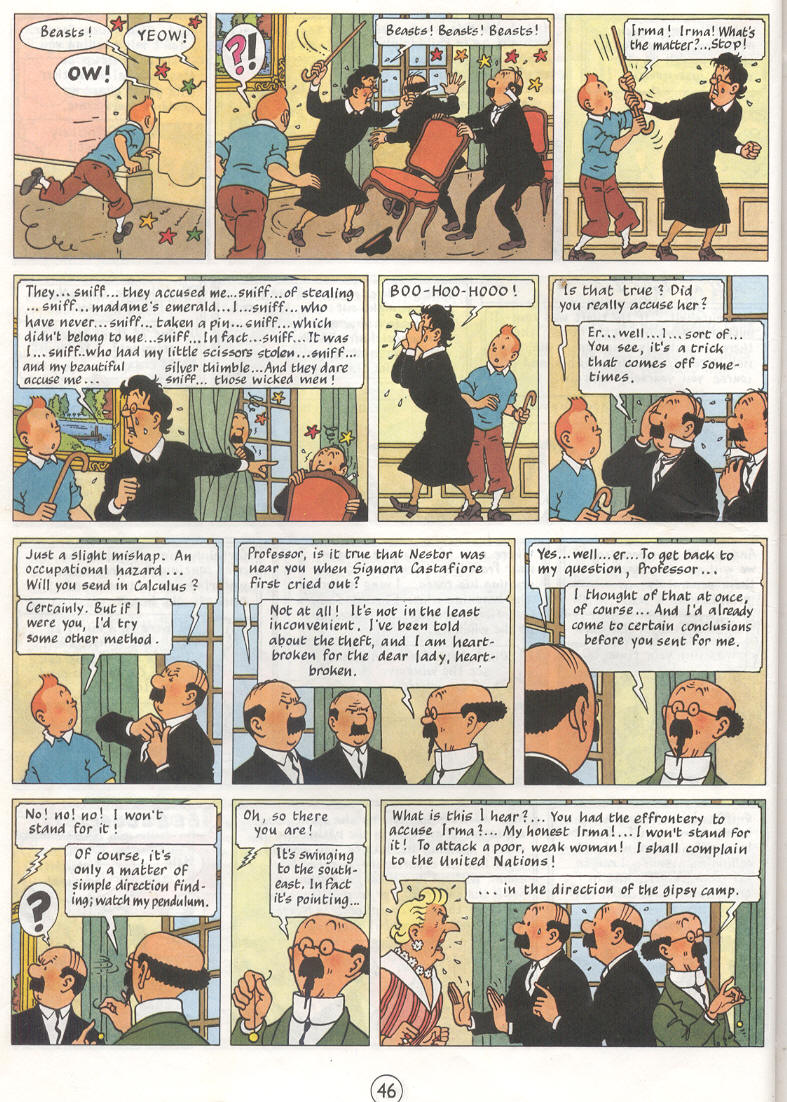 Beasts!
YEOW!
OW!
?!
Beasts! Beasts! Beasts!
Irma! Irma! What's
the matter?...Stop!
They...sniff...they accused me...sniff...of stealing
...sniff...madame's emerald...I...sniff...who
have never...sniff...taken a pin...sniff...which
didn't belong to me...sniff...In fact...sniff...It was
I...sniff..who had my little scissors stolen...sniff...
and my beautiful silver thimble...And they dare
accuse me... sniff... those wicked men!
BOO-HOO-HOOO!
Is that true? Did
you really accuse her?
Er...well...I...sort of...
You see, it's a trick
that comes off some-
times.
Just a slight mishap. An
occupational hazard...
Will you send in Calculus?
Certainly. But if I
were you, I'd try
some other method.
Professor, is it true that Nestor was
near you when Signora Castafiore
first cried out?
Not at all! It's not in the least
inconvenient. I've been told
about the theft, and I am heart-
broken for the dear lady, heart-
broken.
Yes...well...er...To get back to
my question, Professor...
I thought of that at once,
of course... And I'd already
come to certain conclusions
before you sent for me.
No! no! no! I won't
stand for it!
Of course, it's
only a matter of
simple direction find-
ing; watch my pendulum.
?
Oh, so there
you are!
It's swinging
to the south-
east. In fact
it's pointing...
What is this I hear?... You had the effrontery to
accuse Irma?... My honest Irma!... I won't stand for
it! To attack a poor, weak woman! I shall complain
to the United Nations!
...in the direction of the gipsy camp.
46